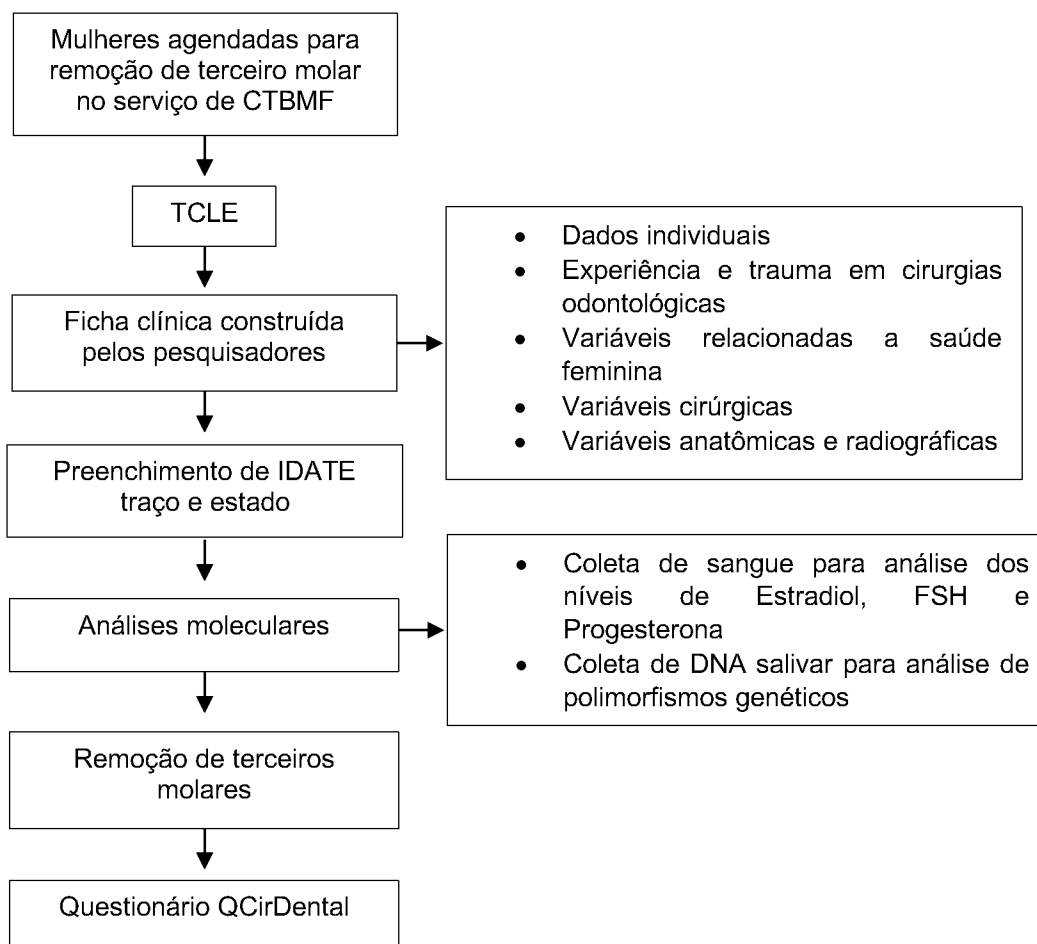 Mulheres agendadas para
remoção de terceiro molar
no serviço de CTBMF
TCLE
Ficha clínica construída
pelos pesquisadores
• Dados individuais
• Experiência e trauma em cirurgias
odontológicas
• Variáveis relacionadas a saúde
feminina
• Variáveis cirúrgicas
• Variáveis anatômicas e radiográficas
Preenchimento de IDATE
traço e estado
Análises moleculares
• Coleta de sangue para análise dos
níveis de Estradiol, FSH e
Progesterona
• Coleta de DNA salivar para análise de
polimorfismos genéticos
Remoção de terceiros
molares
Questionário QCirDental